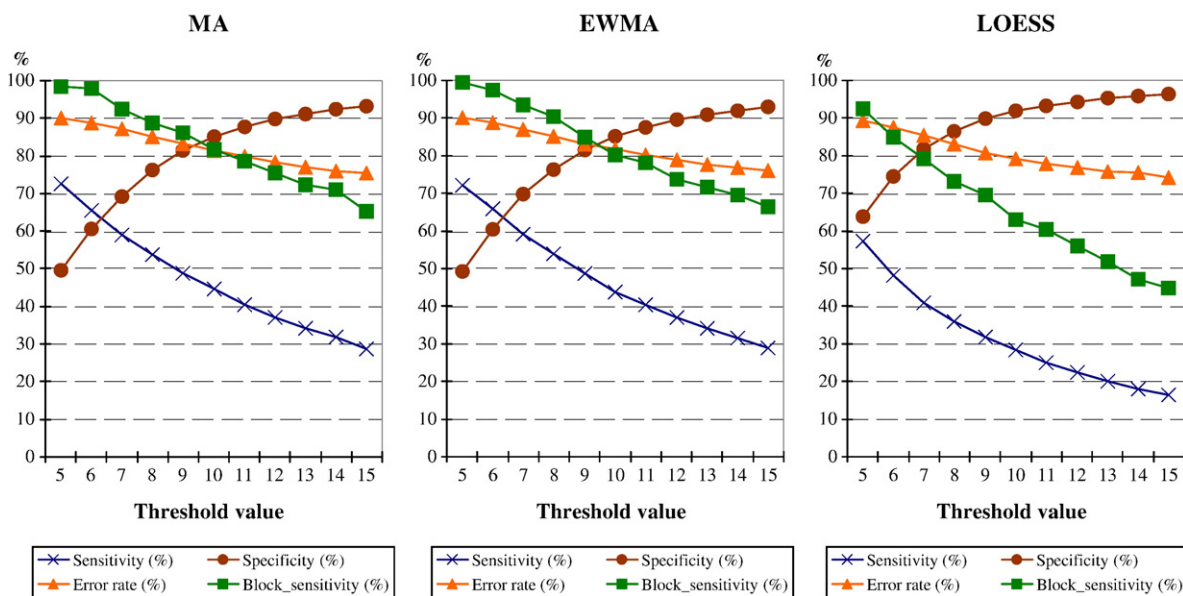 MA
%
100
90
80
70
60
50
40
30
20
10
0
5 6 7 8 9 10 11 12 13 14 15
Threshold value
Sensitivity (%) Specificity (%)
Error rate (%) Block_sensitivity (%)
EWMA
%
100
90
80
70
60
50
40
30
20
10
0
5 6 7 8 9 10 11 12 13 14 15
Threshold value
Sensitivity (%) Specificity (%)
Error rate (%) Block_sensitivity (%)
LOESS
%
100
90
80
70
60
50
40
30
20
10
0
5 6 7 8 9 10 11 12 13 14 15
Threshold value
Sensitivity (%) Specificity (%)
Error rate (%) Block_sensitivity (%)